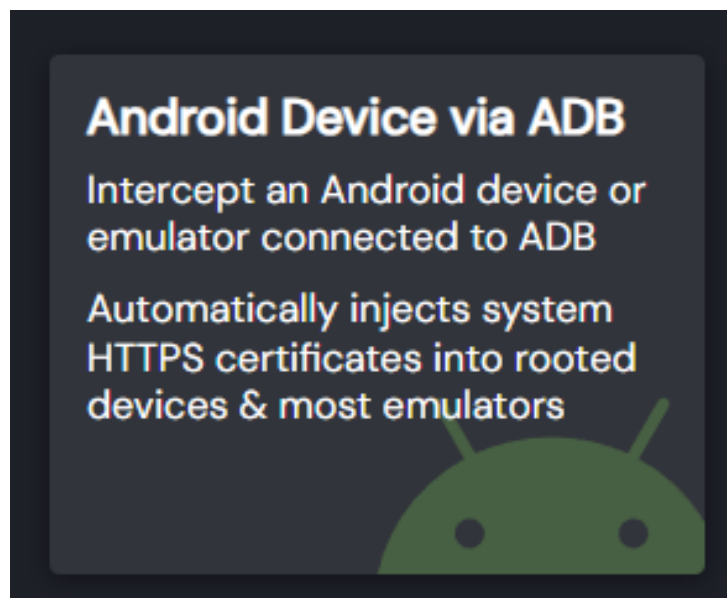 Android Device via ADB
Intercept an Android device or
emulator connected to ADB
Automatically injects system
HTTPS certificates into rooted
devices & most emulators